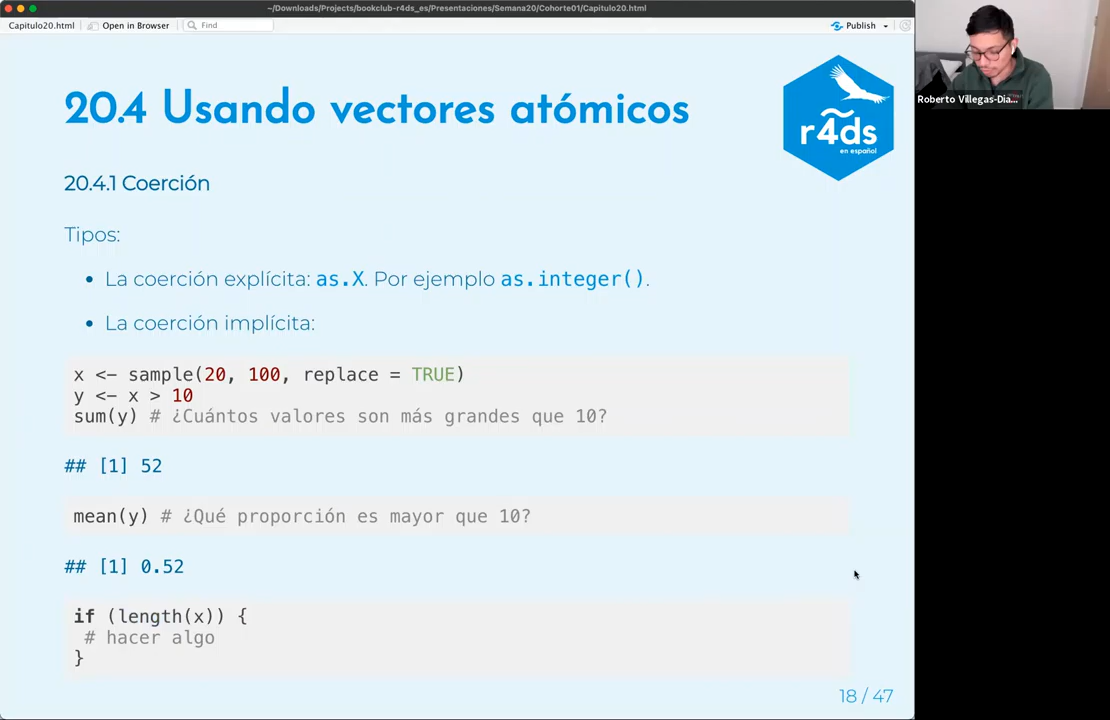 ~/Downloads/Projects/bookclub-r4ds_es/Presentaciones/Semana20/Cohorte01/Capitulo20.html
Capitulo20.html
Open in Browser
Find
Publish
Roberto Villegas-Dia...
20.4 Usando vectores atómicos
r4ds
en español
20.4.1 Coerción
Tipos:
• La coerción explícita: as.X. Por ejemplo as.integer().
• La coerción implícita:
x <- sample(20, 100, replace = TRUE)
y <- x > 10
sum(y) # ¿Cuántos valores son más grandes que 10?
## [1] 52
mean(y) # ¿Qué proporción es mayor que 10?
## [1] 0.52
if (length(x)) {
# hacer algo
}
18 / 47